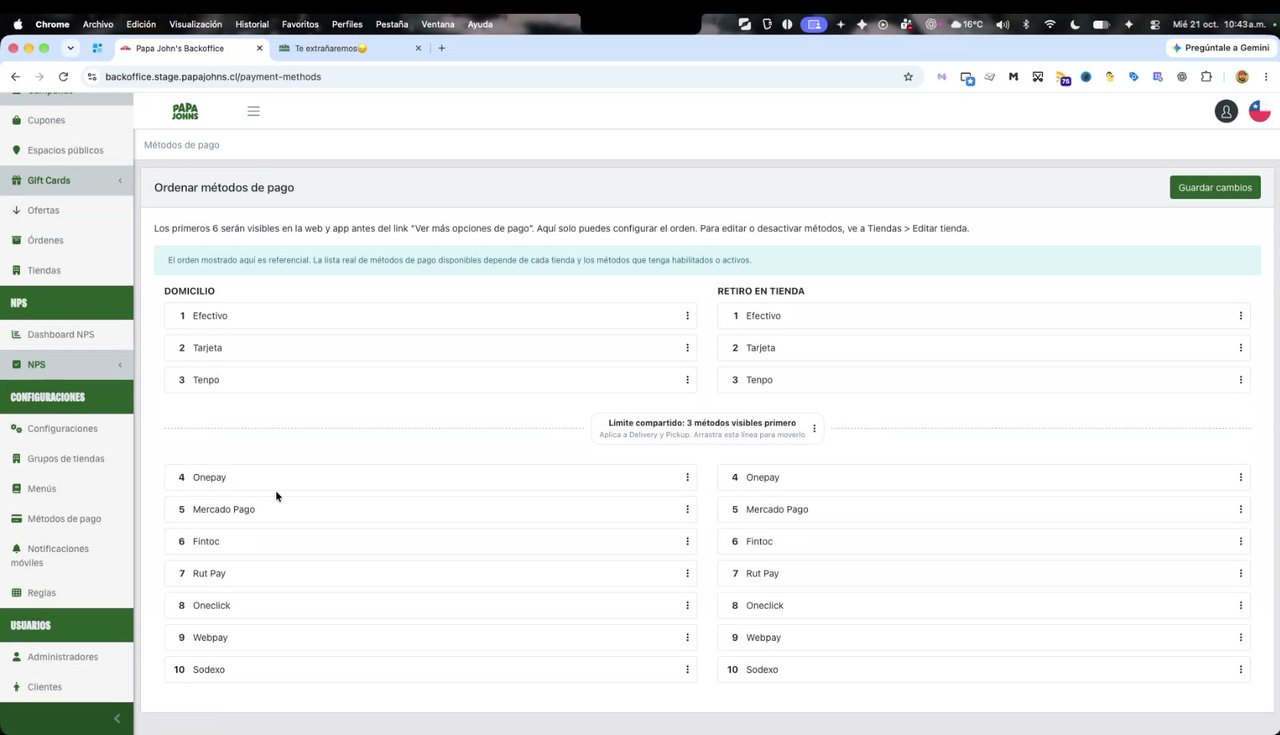 Chrome Archivo Edición Visualización Historial Favoritos Perfiles Pestaña Ventana Ayuda 16°C Mié 21 oct. 10:43 a.m.
Papa John's Backoffice Te extrañaremos😔 Pregúntale a Gemini
backoffice.stage.papajohns.cl/payment-methods 75
Cupones
Espacios públicos
Gift Cards
Ofertas
Órdenes
Tiendas
NPS
Dashboard NPS
NPS
CONFIGURACIONES
Configuraciones
Grupos de tiendas
Menús
Métodos de pago
Notificaciones
móviles
Reglas
USUARIOS
Administradores
Clientes
PAPA
JOHNS
Métodos de pago
Ordenar métodos de pago Guardar cambios
Los primeros 6 serán visibles en la web y app antes del link "Ver más opciones de pago". Aquí solo puedes configurar el orden. Para editar o desactivar métodos, ve a Tiendas > Editar tienda.
El orden mostrado aquí es referencial. La lista real de métodos de pago disponibles depende de cada tienda y los métodos que tenga habilitados o activos.
DOMICILIO RETIRO EN TIENDA
1 Efectivo 1 Efectivo
2 Tarjeta 2 Tarjeta
3 Tenpo 3 Tenpo
Límite compartido: 3 métodos visibles primero
Aplica a Delivery y Pickup. Arrastra esta línea para moverlo
4 Onepay 4 Onepay
5 Mercado Pago 5 Mercado Pago
6 Fintoc 6 Fintoc
7 Rut Pay 7 Rut Pay
8 Oneclick 8 Oneclick
9 Webpay 9 Webpay
10 Sodexo 10 Sodexo